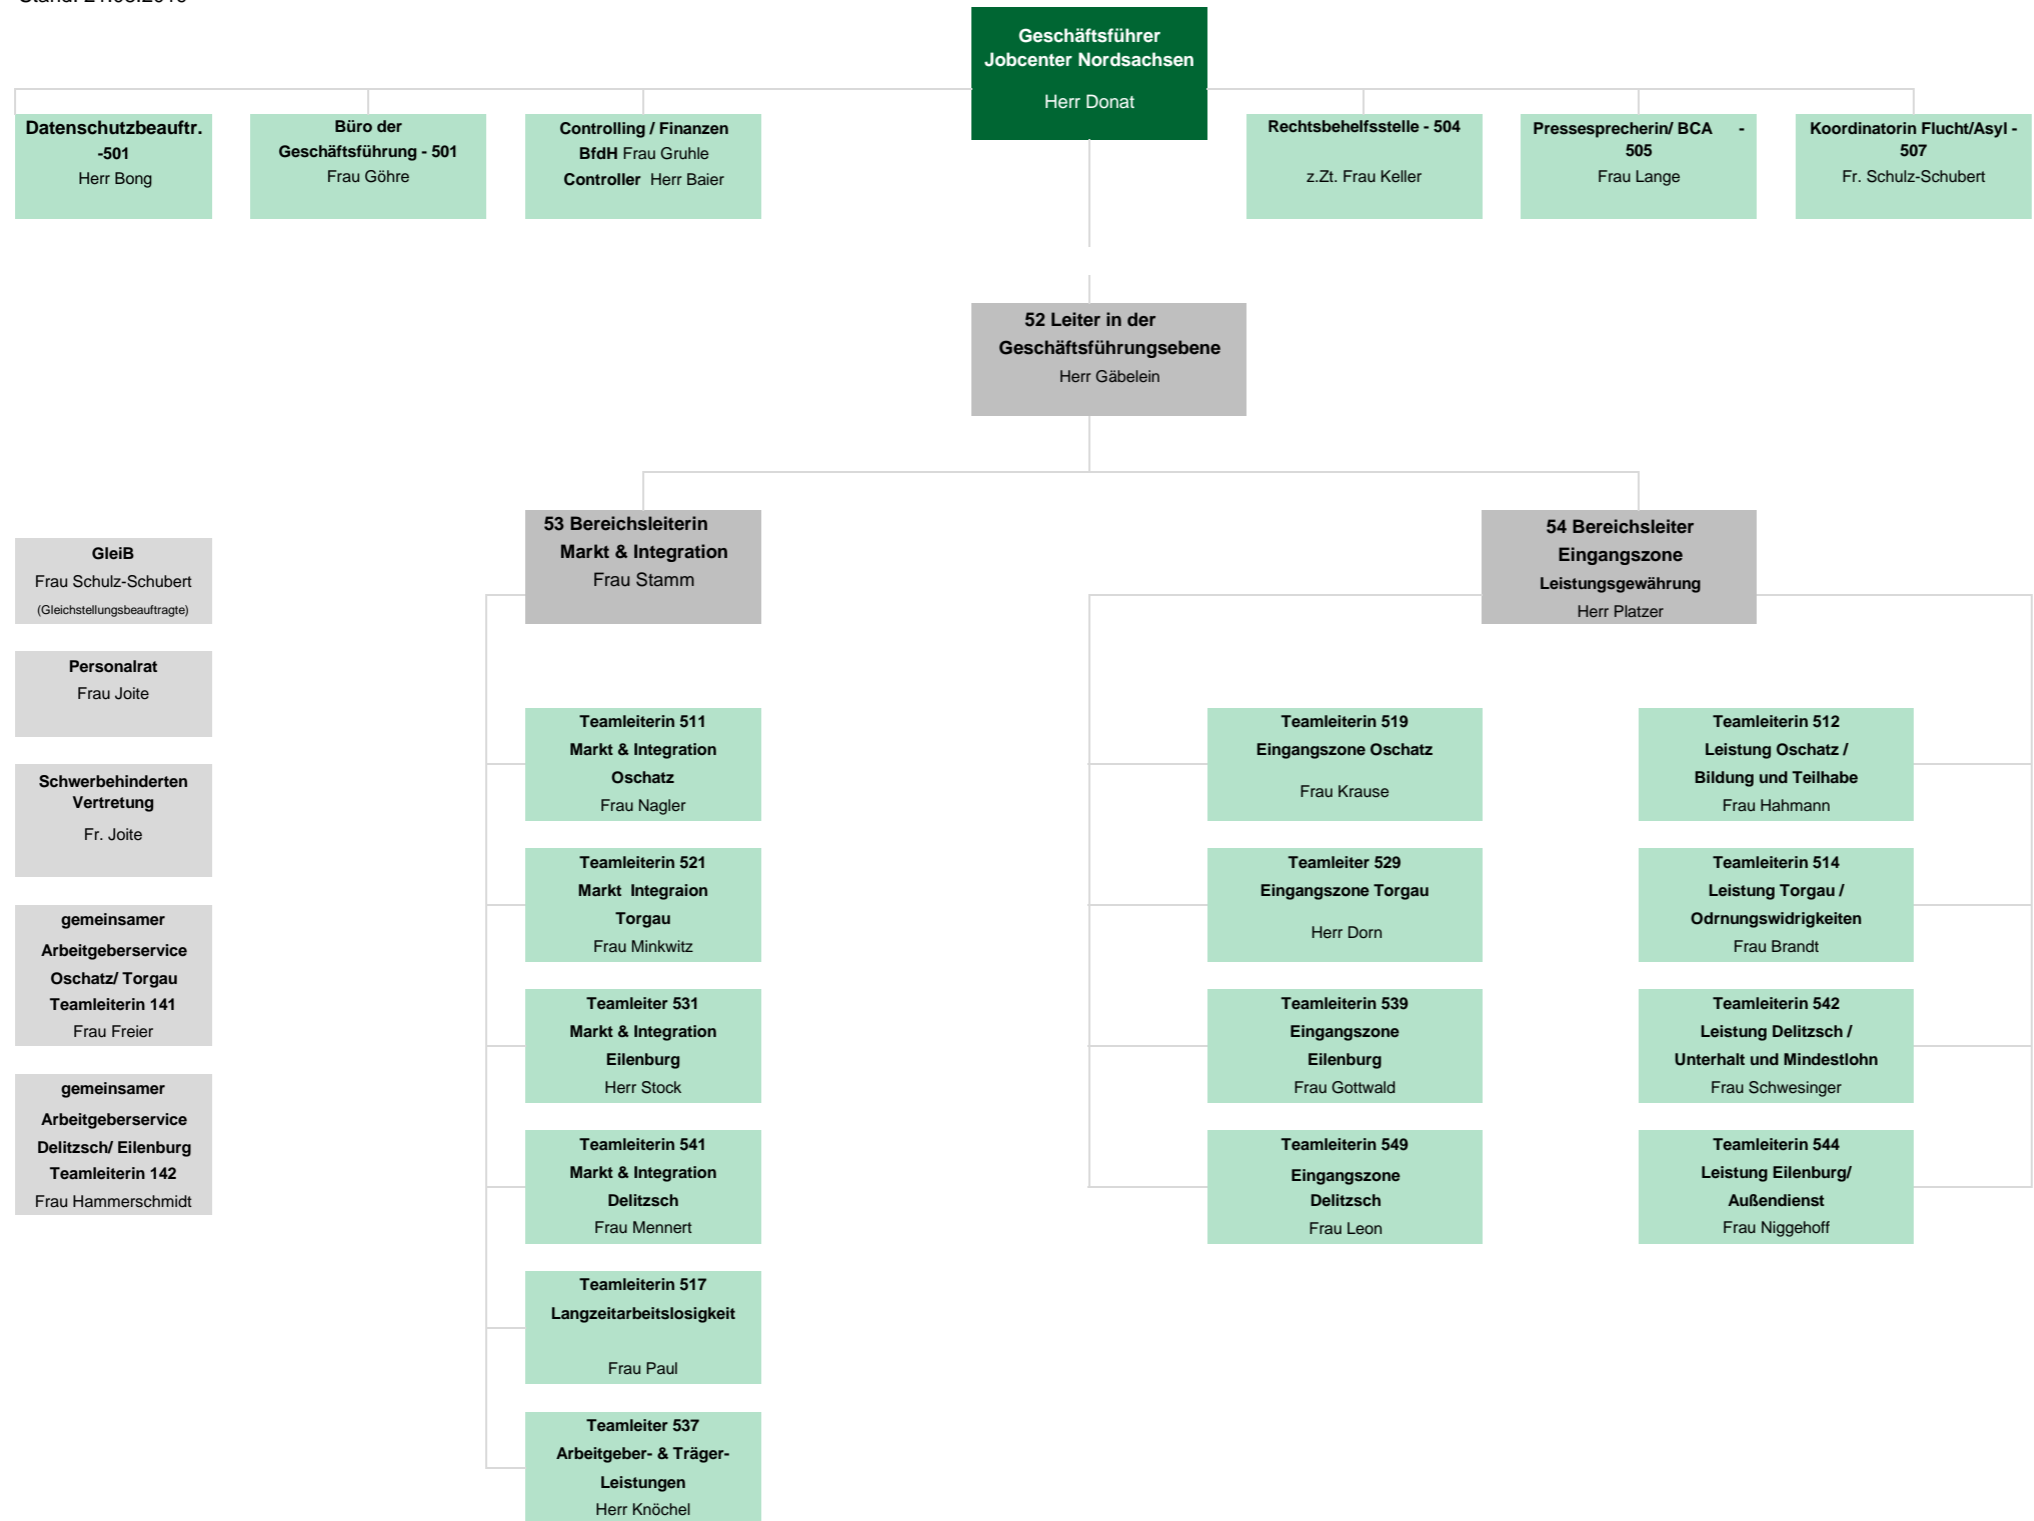 Geschäftsführer
Jobcenter Nordsachsen
Herr Donat
Datenschutzbeauftr.
-501
Herr Bong
Büro der
Geschäftsführung - 501
Frau Göhre
Controlling / Finanzen
BfdH Frau Gruhle
Controller Herr Baier
Rechtsbehelfsstelle - 504
z.Zt. Frau Keller
Pressesprecherin/ BCA -
505
Frau Lange
Koordinatorin Flucht/Asyl -
507
Fr. Schulz-Schubert
52 Leiter in der
Geschäftsführungsebene
Herr Gäbelein
53 Bereichsleiterin
Markt & Integration
Frau Stamm
54 Bereichsleiter
Eingangszone
Leistungsgewährung
Herr Platzer
GleiB
Frau Schulz-Schubert
(Gleichstellungsbeauftragte)
Personalrat
Frau Joite
Schwerbehinderten
Vertretung
Fr. Joite
gemeinsamer
Arbeitgeberservice
Oschatz/ Torgau
Teamleiterin 141
Frau Freier
gemeinsamer
Arbeitgeberservice
Delitzsch/ Eilenburg
Teamleiterin 142
Frau Hammerschmidt
Teamleiterin 511
Markt & Integration
Oschatz
Frau Nagler
Teamleiterin 521
Markt Integraion
Torgau
Frau Minkwitz
Teamleiter 531
Markt & Integration
Eilenburg
Herr Stock
Teamleiterin 541
Markt & Integration
Delitzsch
Frau Mennert
Teamleiterin 517
Langzeitarbeitslosigkeit
Frau Paul
Teamleiter 537
Arbeitgeber- & Träger-
Leistungen
Herr Knöchel
Teamleiterin 519
Eingangszone Oschatz
Frau Krause
Teamleiter 529
Eingangszone Torgau
Herr Dorn
Teamleiterin 539
Eingangszone
Eilenburg
Frau Gottwald
Teamleiterin 549
Eingangszone
Delitzsch
Frau Leon
Teamleiterin 512
Leistung Oschatz /
Bildung und Teilhabe
Frau Hahmann
Teamleiterin 514
Leistung Torgau /
Odrnungswidrigkeiten
Frau Brandt
Teamleiterin 542
Leistung Delitzsch /
Unterhalt und Mindestlohn
Frau Schwesinger
Teamleiterin 544
Leistung Eilenburg/
Außendienst
Frau Niggehoff